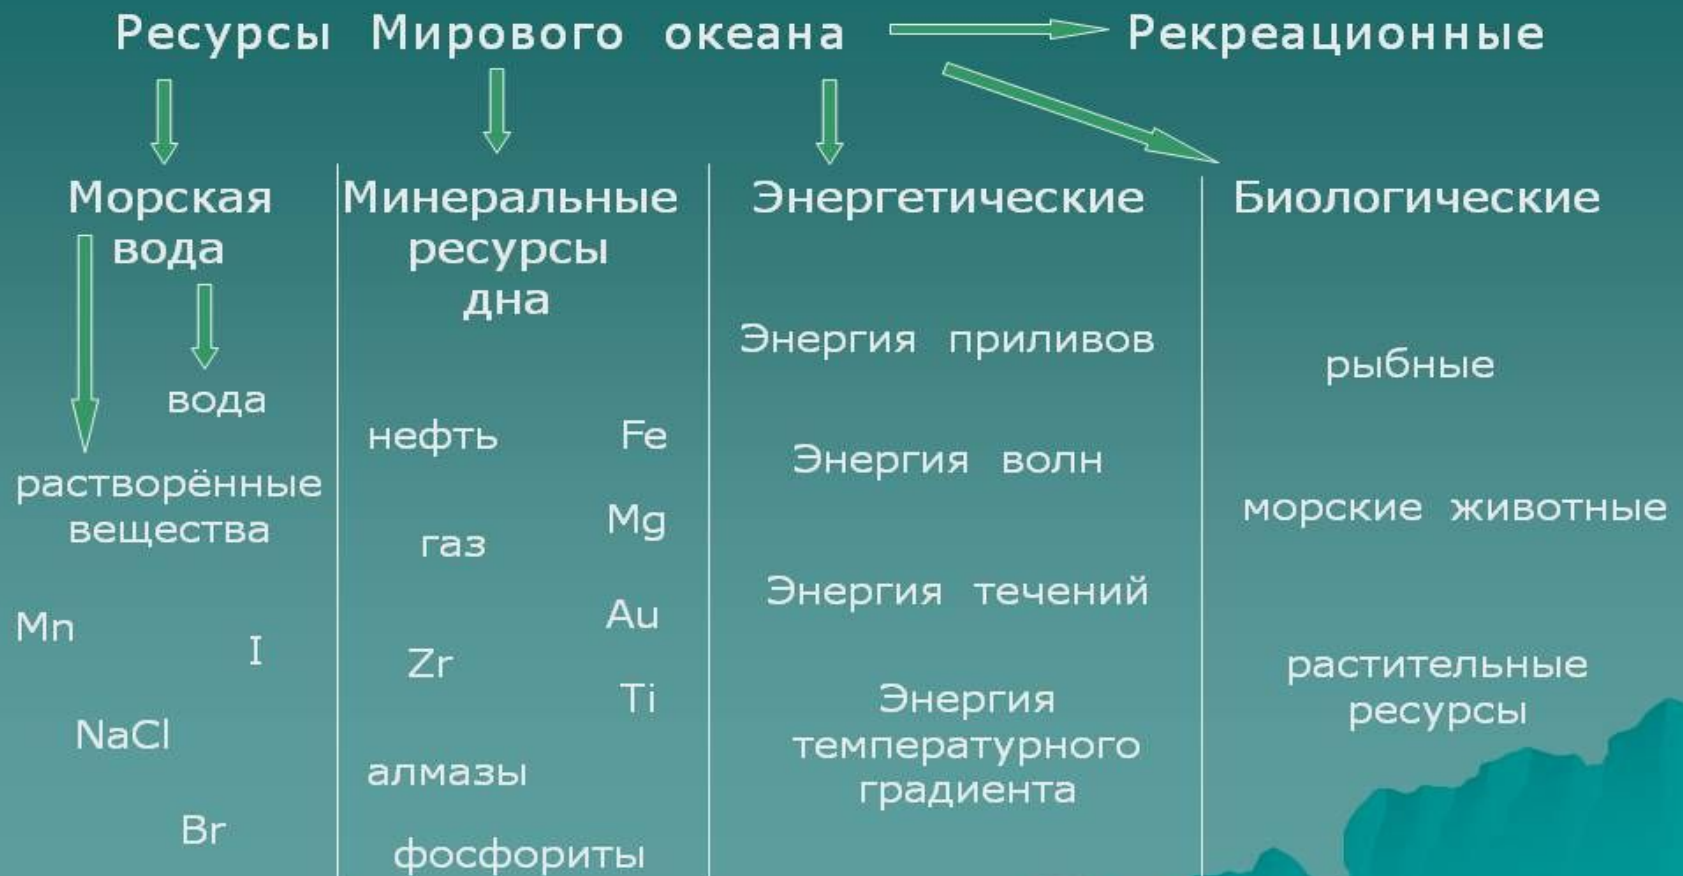 Ресурсы Мирового океана
Рекреационные
Морская
вода
вода
растворённые
вещества
Mn
I
NaCl
Br
Минеральные
ресурсы
дна
нефть
Fe
Mg
газ
Au
Zr
Ti
алмазы
фосфориты
Энергетические
Энергия приливов
Энергия волн
Энергия течений
Энергия
температурного
градиента
Биологические
рыбные
морские животные
растительные
ресурсы